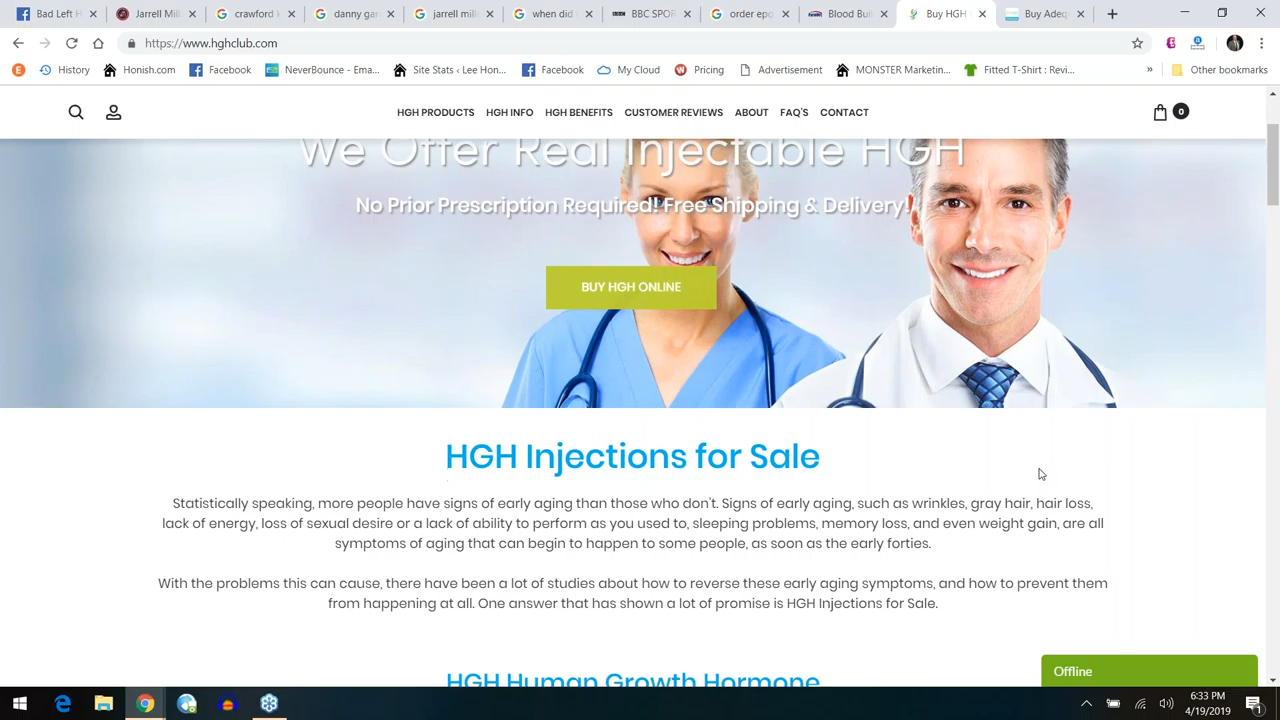 Bad Left H
Jarrell Mill
crawford k
danny gar
jarrell mille
when did
BBC SPOR
order epo
Blood Buil
Buy HGH
Buy Adeq
https://www.hghclub.com
History
Honish.com
Facebook
NeverBounce - Ema...
Site Stats ‹ Lee Hon...
Facebook
My Cloud
Pricing
Advertisement
MONSTER Marketin...
Fitted T-Shirt : Revi...
»
Other bookmarks
HGH PRODUCTS
HGH INFO
HGH BENEFITS
CUSTOMER REVIEWS
ABOUT
FAQ'S
CONTACT
0
We Offer Real Injectable HGH
No Prior Prescription Required! Free Shipping & Delivery!
BUY HGH ONLINE
HGH Injections for Sale
Statistically speaking, more people have signs of early aging than those who don't. Signs of early aging, such as wrinkles, gray hair, hair loss,
lack of energy, loss of sexual desire or a lack of ability to perform as you used to, sleeping problems, memory loss, and even weight gain, are all
symptoms of aging that can begin to happen to some people, as soon as the early forties.
With the problems this can cause, there have been a lot of studies about how to reverse these early aging symptoms, and how to prevent them
from happening at all. One answer that has shown a lot of promise is HGH Injections for Sale.
HGH Human Growth Hormone
Offline
6:33 PM
4/19/2019